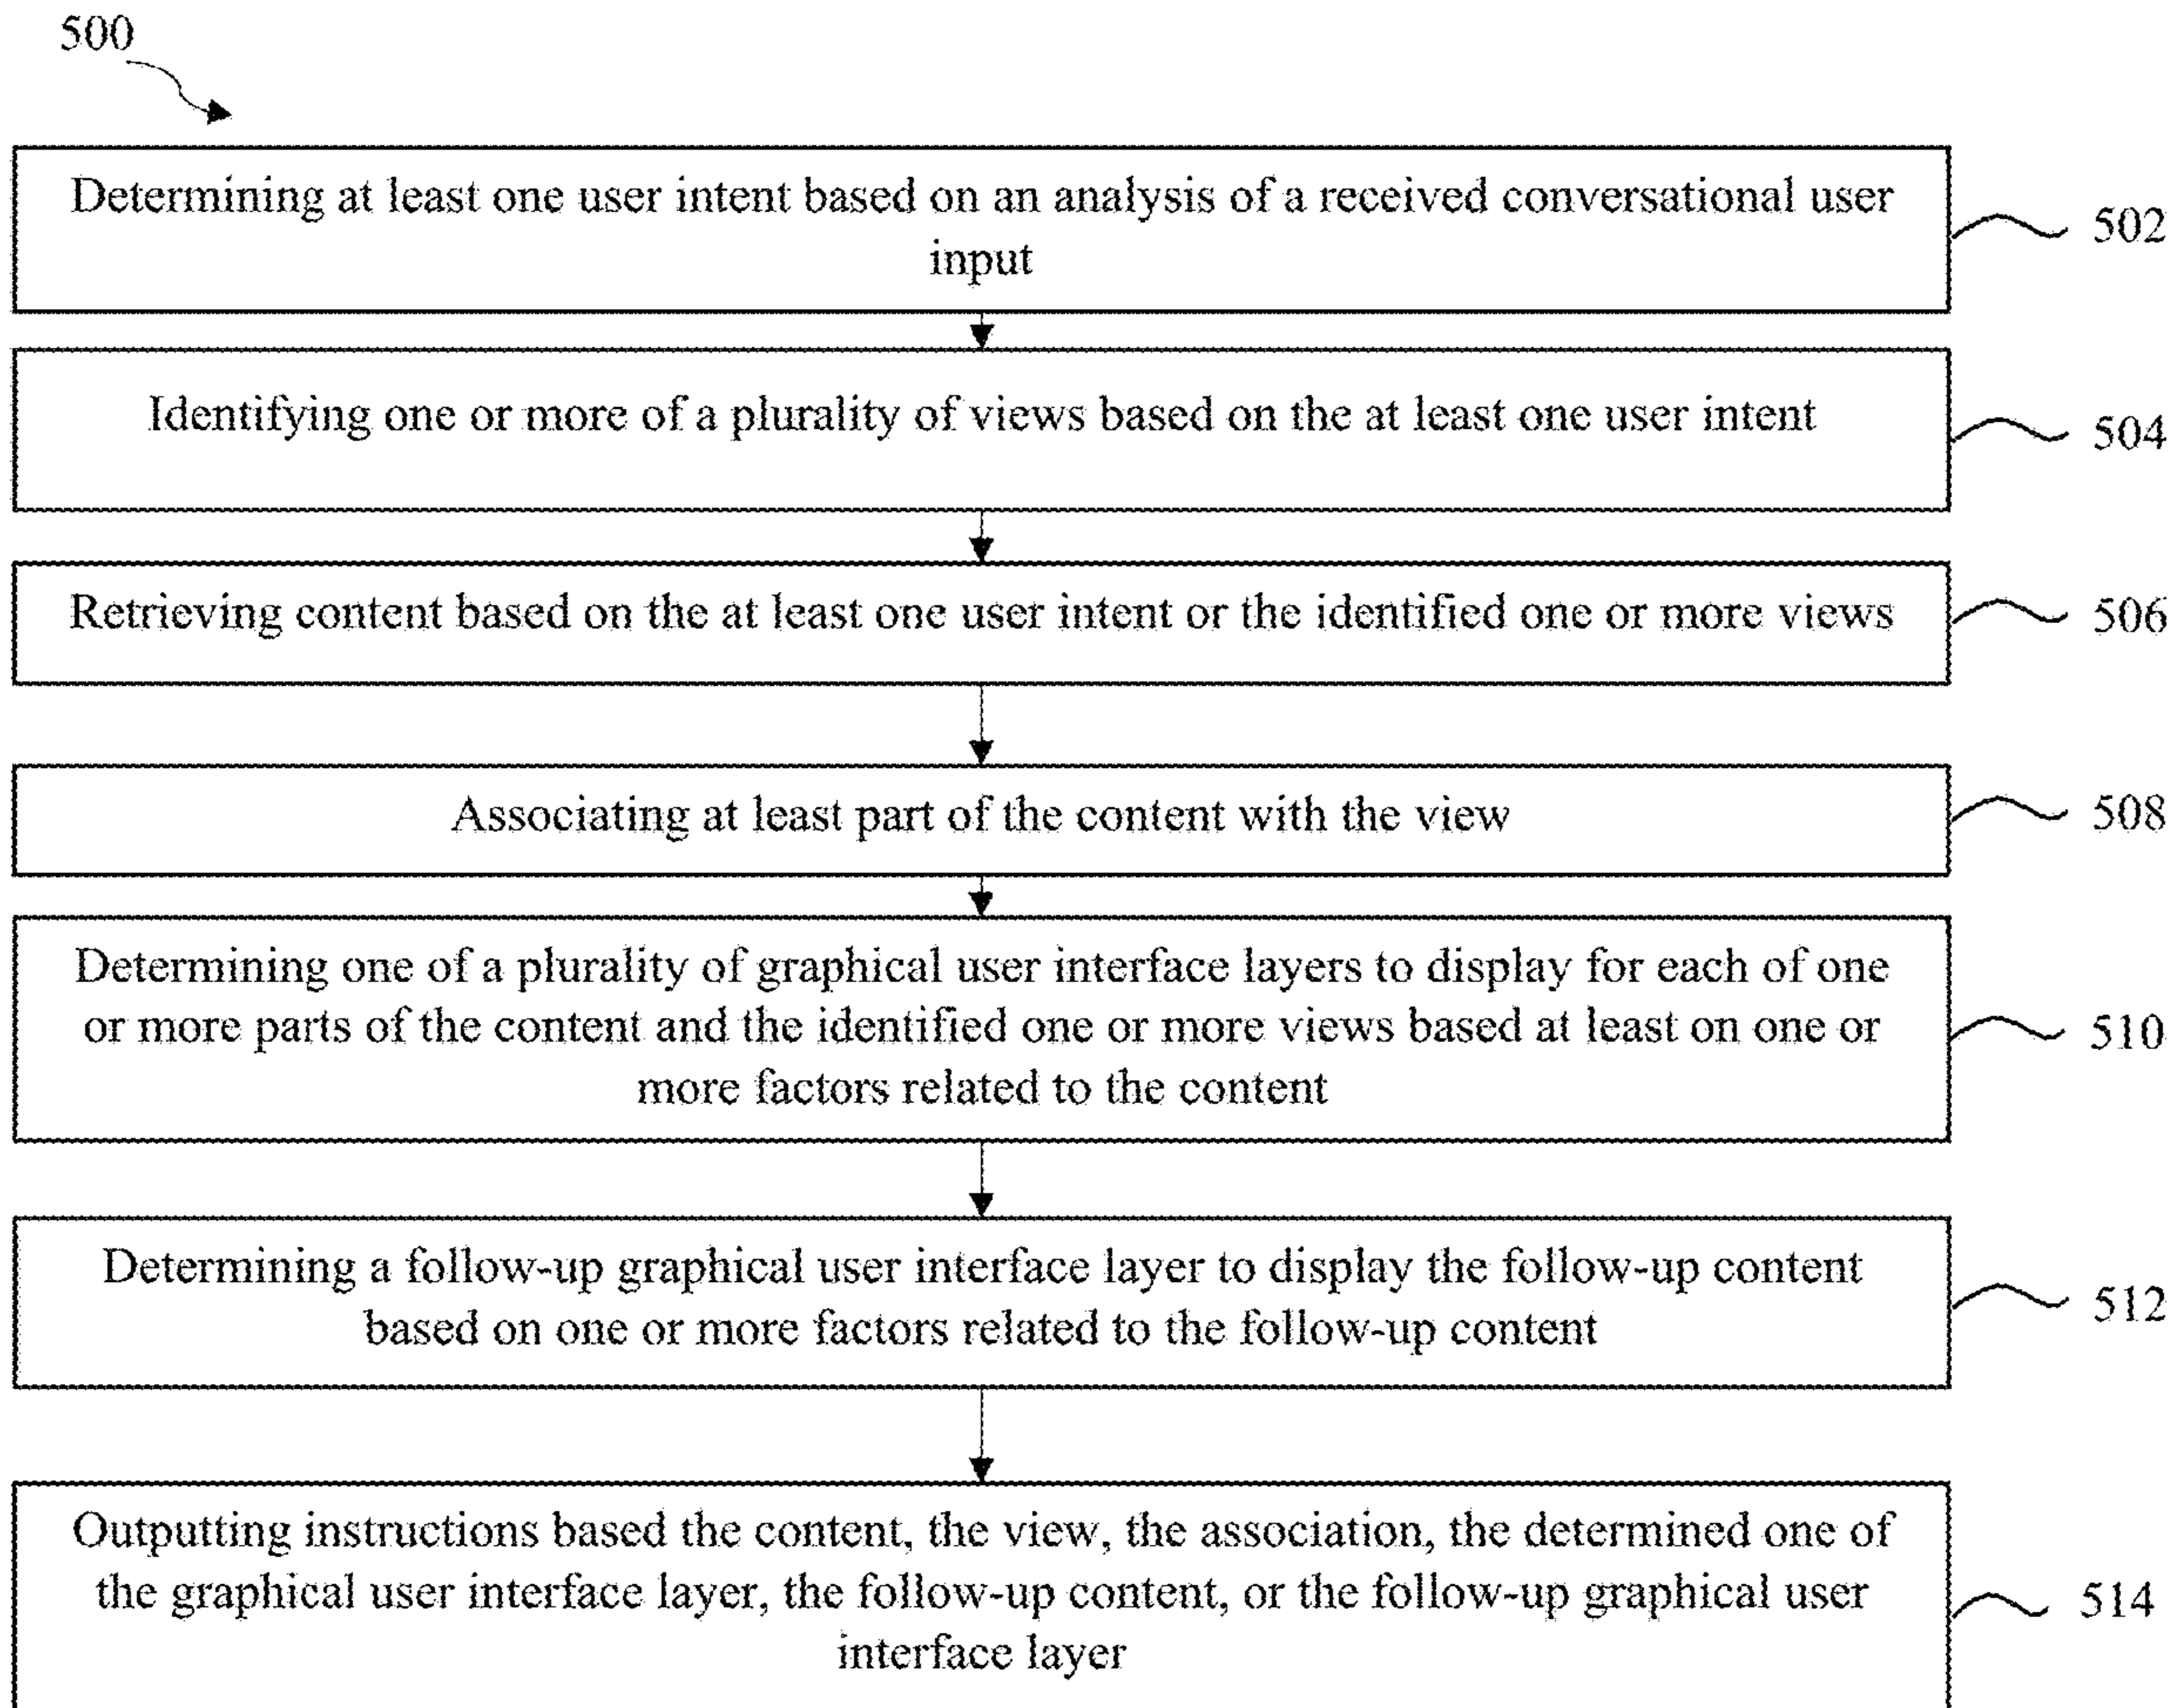 500
Determining at least one user intent based on an analysis of a received conversational user
input
502
Identifying one or more of a plurality of views based on the at least one user intent
504
Retrieving content based on the at least one user intent or the identified one or more views
506
Associating at least part of the content with the view
508
Determining one of a plurality of graphical user interface layers to display for each of one
or more parts of the content and the identified one or more views based at least on one or
more factors related to the content
510
Determining a follow-up graphical user interface layer to display the follow-up content
based on one or more factors related to the follow-up content
512
Outputting instructions based the content, the view, the association, the determined one of
the graphical user interface layer, the follow-up content, or the follow-up graphical user
interface layer
514